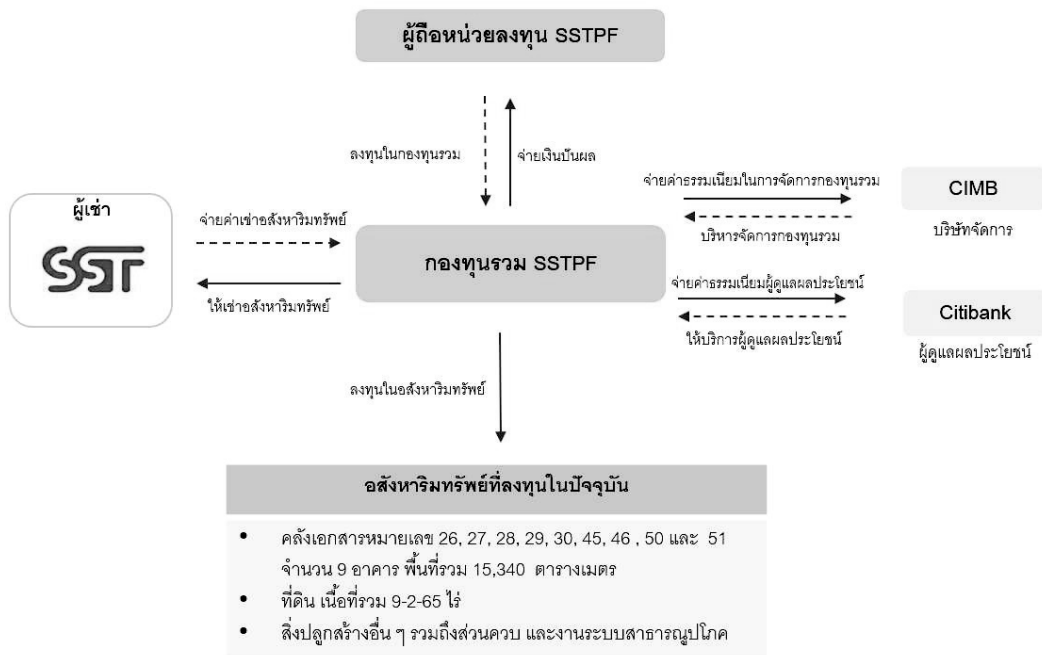 ผู้ถือหน่วยลงทุน SSTPF
ลงทุนในกองทุนรวม
จ่ายเงินปันผล
จ่ายค่าธรรมเนียมในการจัดการกองทุนรวม
CIMB
บริหารจัดการกองทุนรวม
บริษัทจัดการ
ผู้เช่า
SST
จ่ายค่าเช่าอสังหาริมทรัพย์
กองทุนรวม SSTPF
ให้เช่าอสังหาริมทรัพย์
จ่ายค่าธรรมเนียมผู้ดูแลผลประโยชน์
Citibank
ให้บริการผู้ดูแลผลประโยชน์
ผู้ดูแลผลประโยชน์
ลงทุนในอสังหาริมทรัพย์
อสังหาริมทรัพย์ที่ลงทุนในปัจจุบัน
• คลังเอกสารหมายเลข 26, 27, 28, 29, 30, 45, 46 , 50 และ 51
จำนวน 9 อาคาร พื้นที่รวม 15,340 ตารางเมตร
• ที่ดิน เนื้อที่รวม 9-2-65 ไร่
• สิ่งปลูกสร้างอื่น ๆ รวมถึงส่วนควบ และงานระบบสาธารณูปโภค